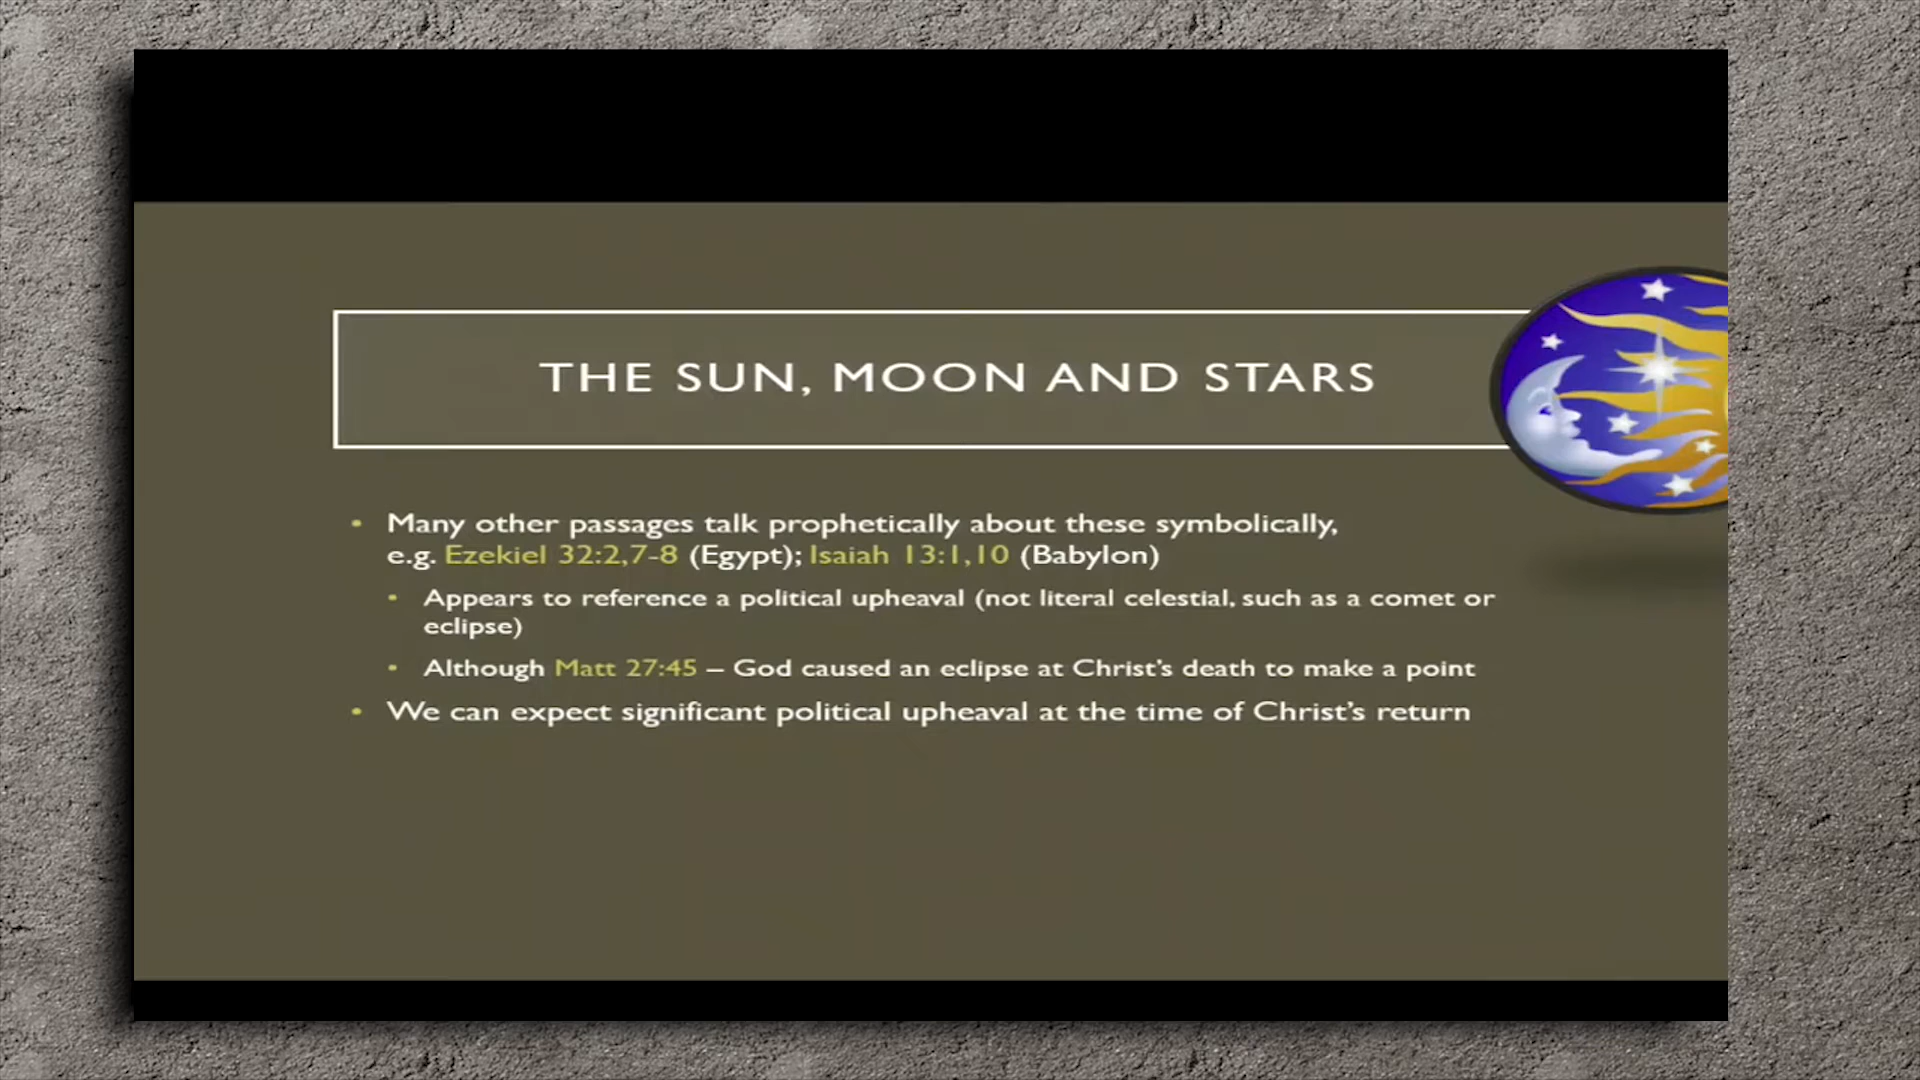 THE SUN, MOON AND STARS
• Many other passages talk prophetically about these symbolically,
e.g. Ezekiel 32:2,7-8 (Egypt); Isaiah 13:1,10 (Babylon)
• Appears to reference a political upheaval (not literal celestial, such as a comet or
eclipse)
• Although Matt 27:45 – God caused an eclipse at Christ's death to make a point
• We can expect significant political upheaval at the time of Christ's return